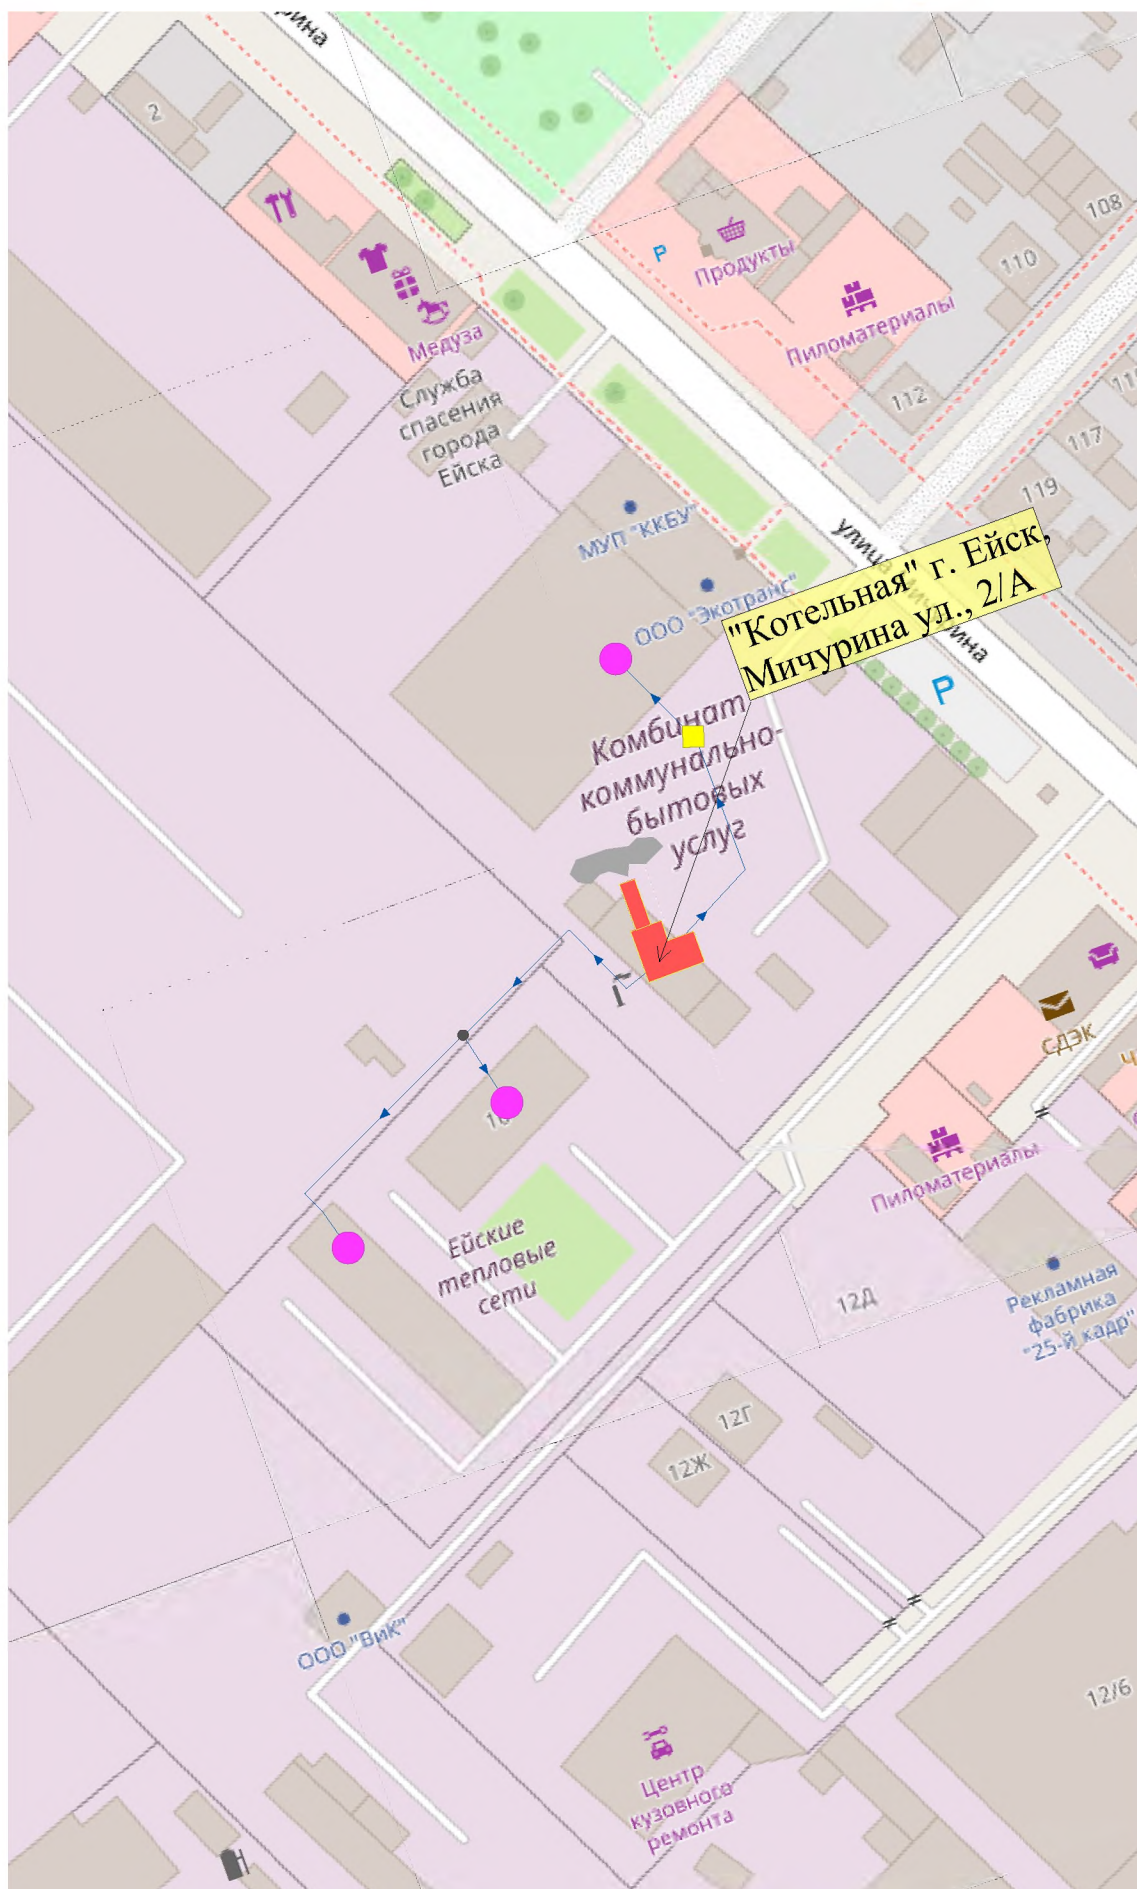 2
108
110
Продукты
Пиломатериалы
Медуза
Служба
спасения
города
Ейска
112
117
119
МУП "ККБУ"
ООО "Экотранс"
"Котельная" г. Ейск,
Мичурина ул., 2/А
P
P
Комбинат
коммунально-
бытовых
услуг
СДЭК
Пиломатериалы
Ейские
тепловые
сети
12Д
Рекламная
фабрика
"25-й кадр"
12Г
12Ж
ООО "ВиК"
12/6
Центр
кузовного
ремонта